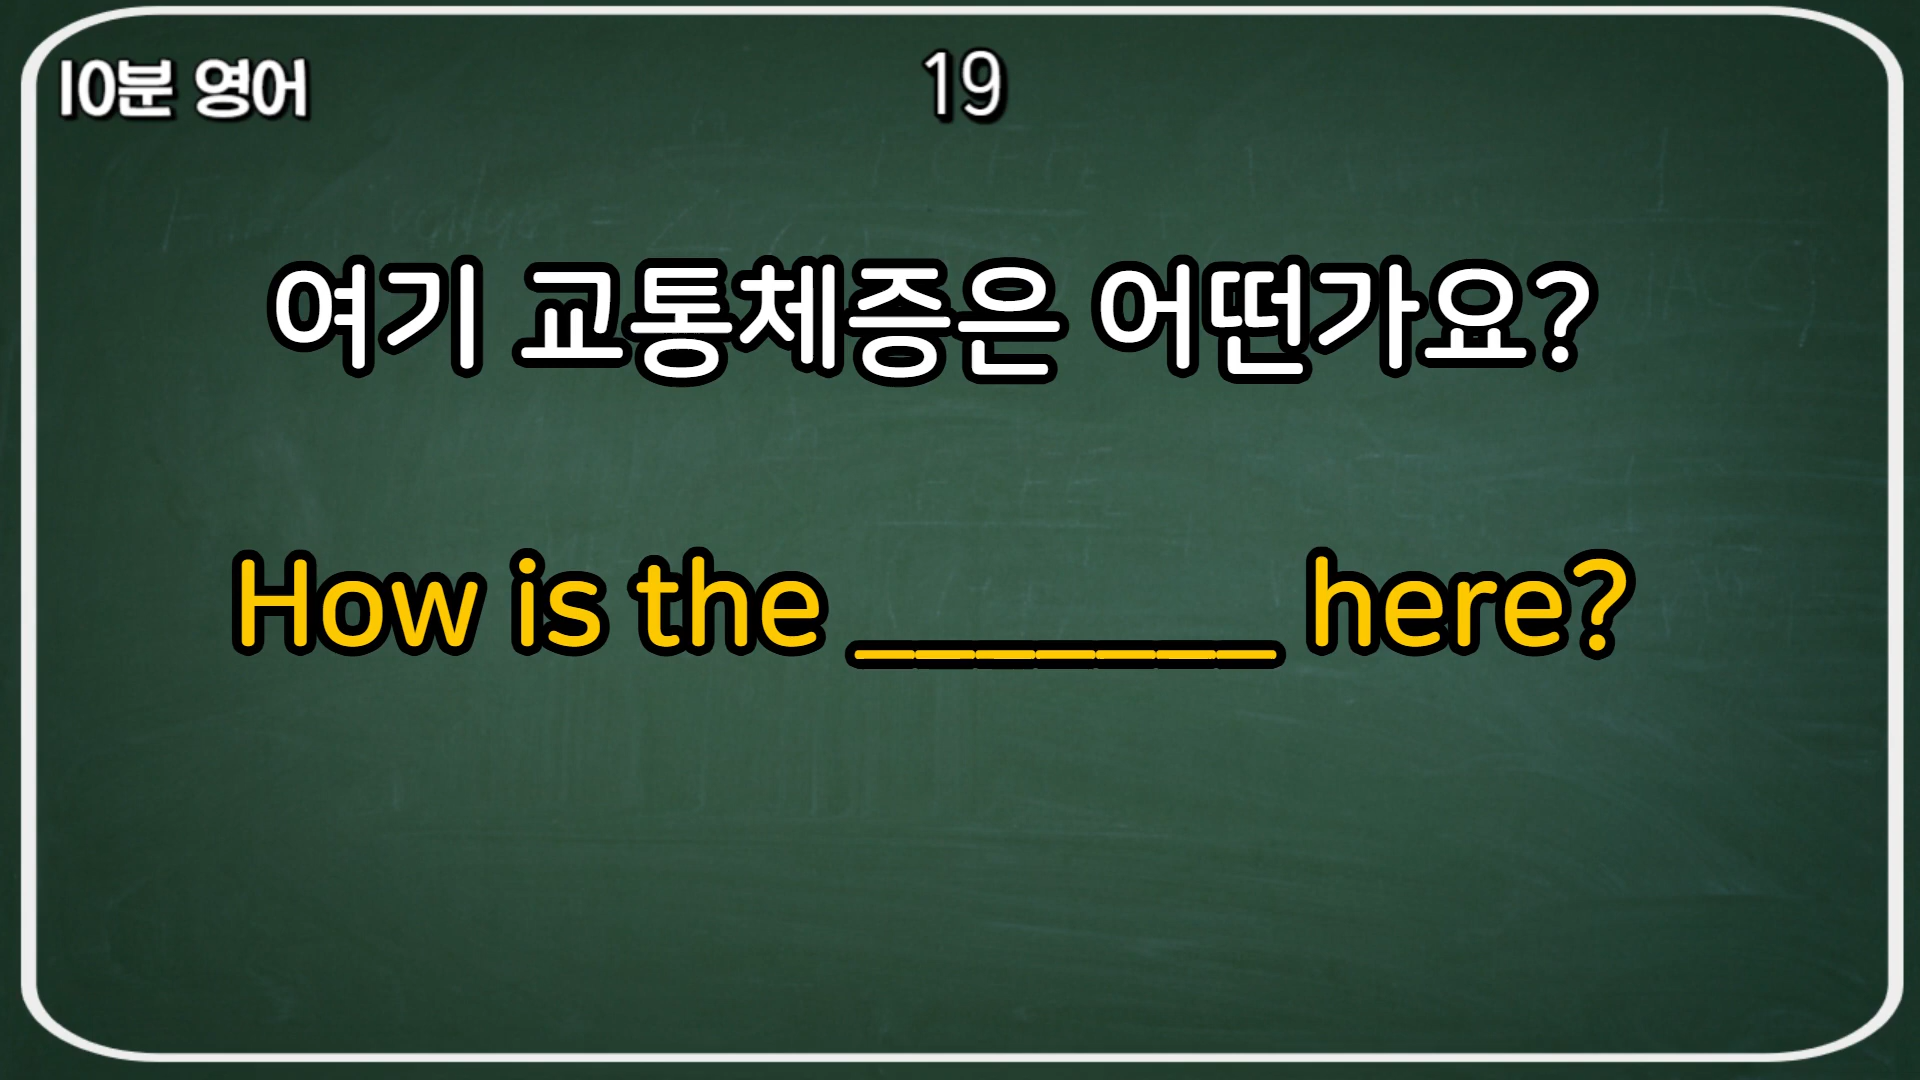 10분 영어
19
여기 교통체증은 어떤가요?
How is the _______ here?